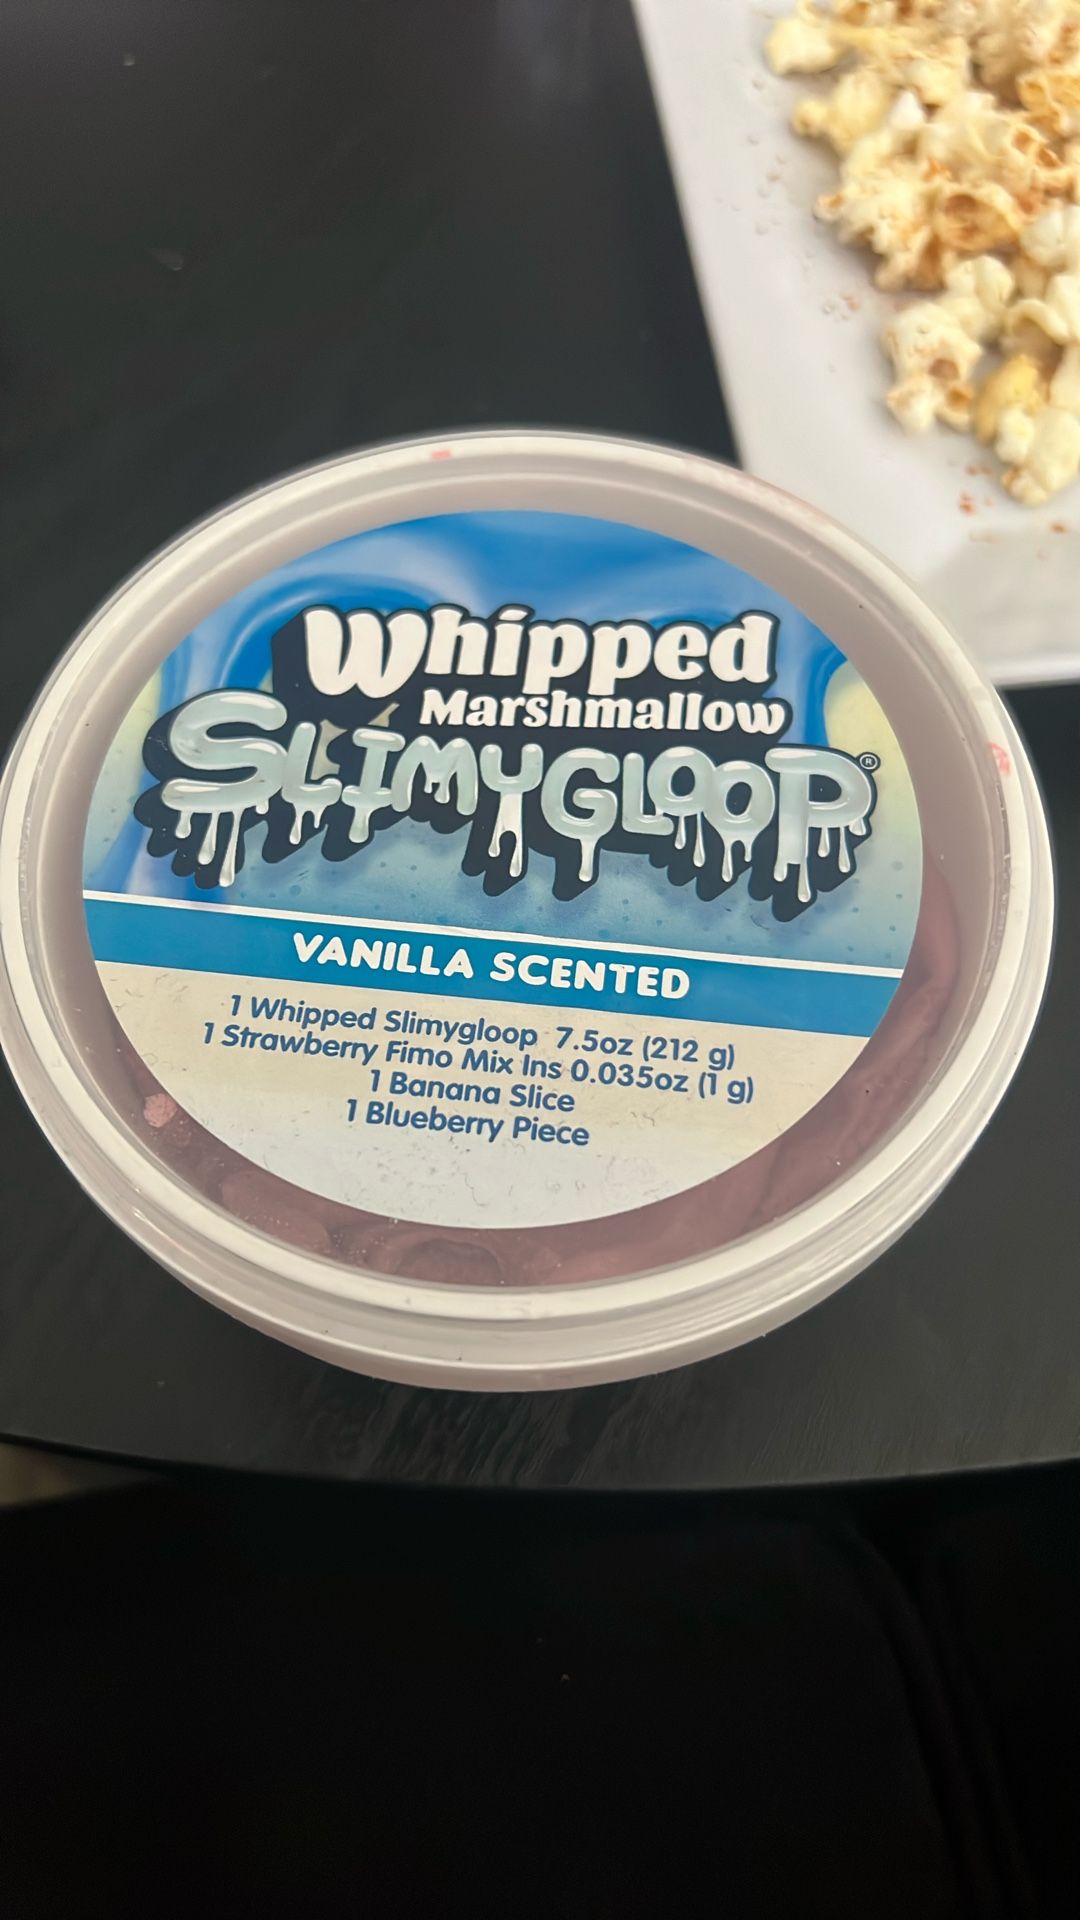 Whipped
Marshmallow
SLIMYGLOOP®
VANILLA SCENTED
1 Whipped Slimygloop 7.5oz (212 g)
1 Strawberry Fimo Mix Ins 0.035oz (1 g)
1 Banana Slice
1 Blueberry Piece